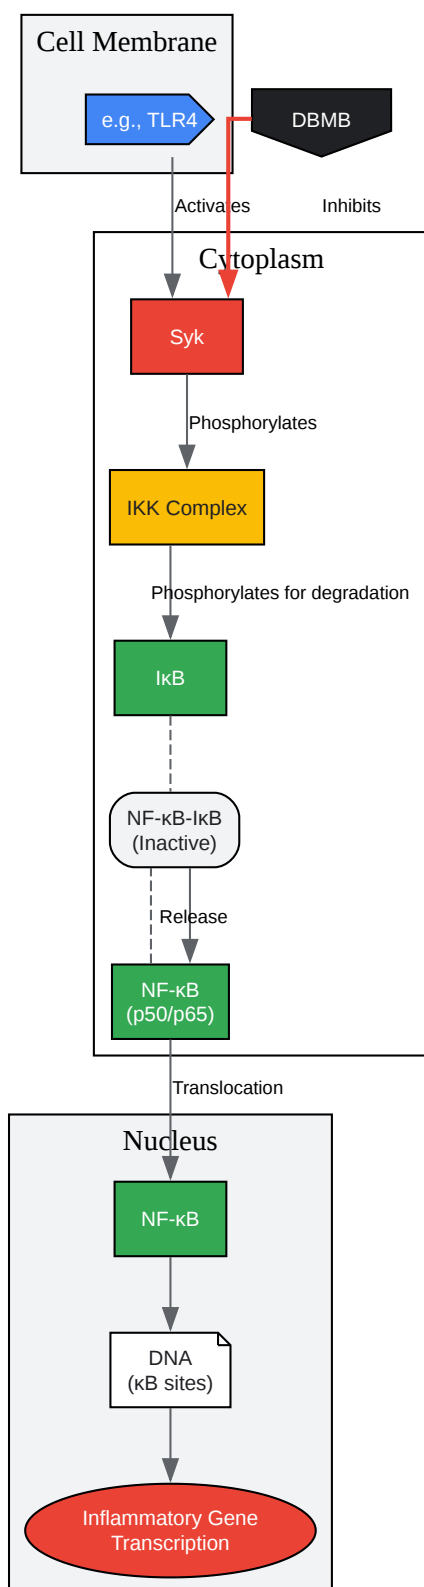 Cell Membrane
e.g., TLR4
DBMB
Activates
Inhibits
Cytoplasm
Syk
Phosphorylates
IKK Complex
Phosphorylates for degradation
IκB
NF-κB-IκB
(Inactive)
Release
NF-κB
(p50/p65)
Translocation
Nucleus
NF-κB
DNA
(κB sites)
Inflammatory Gene
Transcription